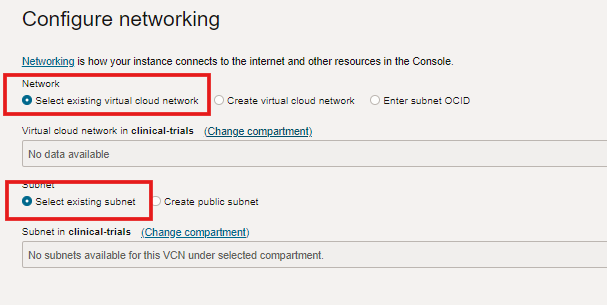 Configure networking
Networking is how your instance connects to the internet and other resources in the Console.
Network
Select existing virtual cloud network Create virtual cloud network Enter subnet OCID
Virtual cloud network in clinical-trials (Change compartment)
No data available
Subnet
Select existing subnet Create public subnet
Subnet in clinical-trials (Change compartment)
No subnets available for this VCN under selected compartment.